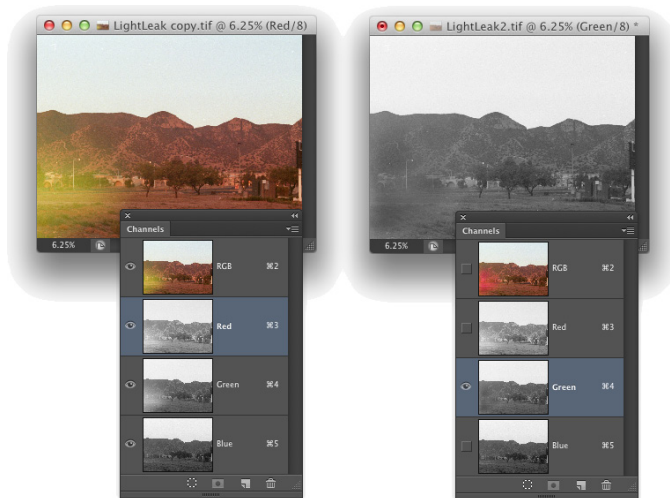 LightLeak copy.tif @ 6.25% (Red/8)
6.25%
Channels
RGB ⌘2
Red ⌘3
Green ⌘4
Blue ⌘5
LightLeak2.tif @ 6.25% (Green/8) *
6.25%
Channels
RGB ⌘2
Red ⌘3
Green ⌘4
Blue ⌘5